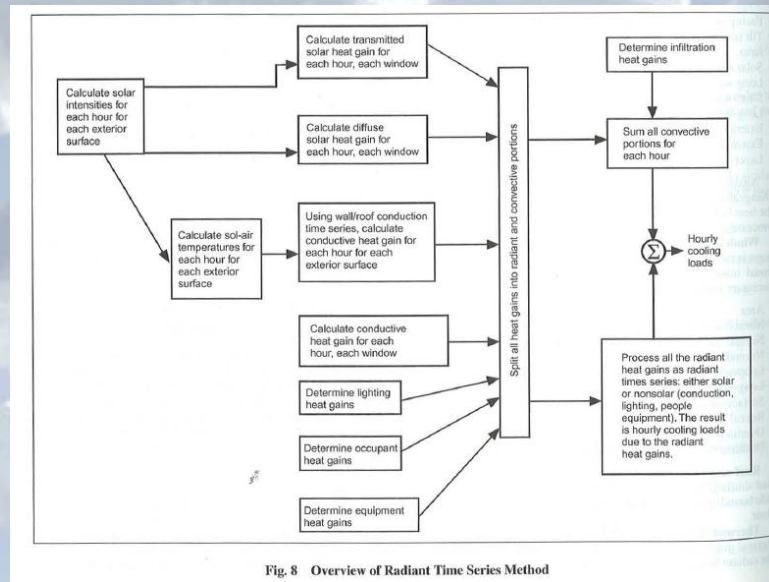 Calculate transmitted
solar heat gain for
each hour, each window
Determine infiltration
heat gains
Calculate solar
intensities for
each hour for
each exterior
surface
Calculate diffuse
solar heat gain for
each hour, each window
Sum all convective
portions for
each hour
Calculate sol-air
temperatures for
each hour for
each exterior
surface
Using wall/roof conduction
time series, calculate
conductive heat gain for
each hour for each
exterior surface
Split all heat gains into radiant and convective portions
Σ
Hourly
cooling
loads
Calculate conductive
heat gain for each
hour, each window
Determine lighting
heat gains
Determine occupant
heat gains
Determine equipment
heat gains
Process all the radiant
heat gains as radiant
times series: either solar
or nonsolar (conduction,
lighting, people
equipment). The result
is hourly cooling loads
due to the radiant
heat gains.
Fig. 8 Overview of Radiant Time Series Method